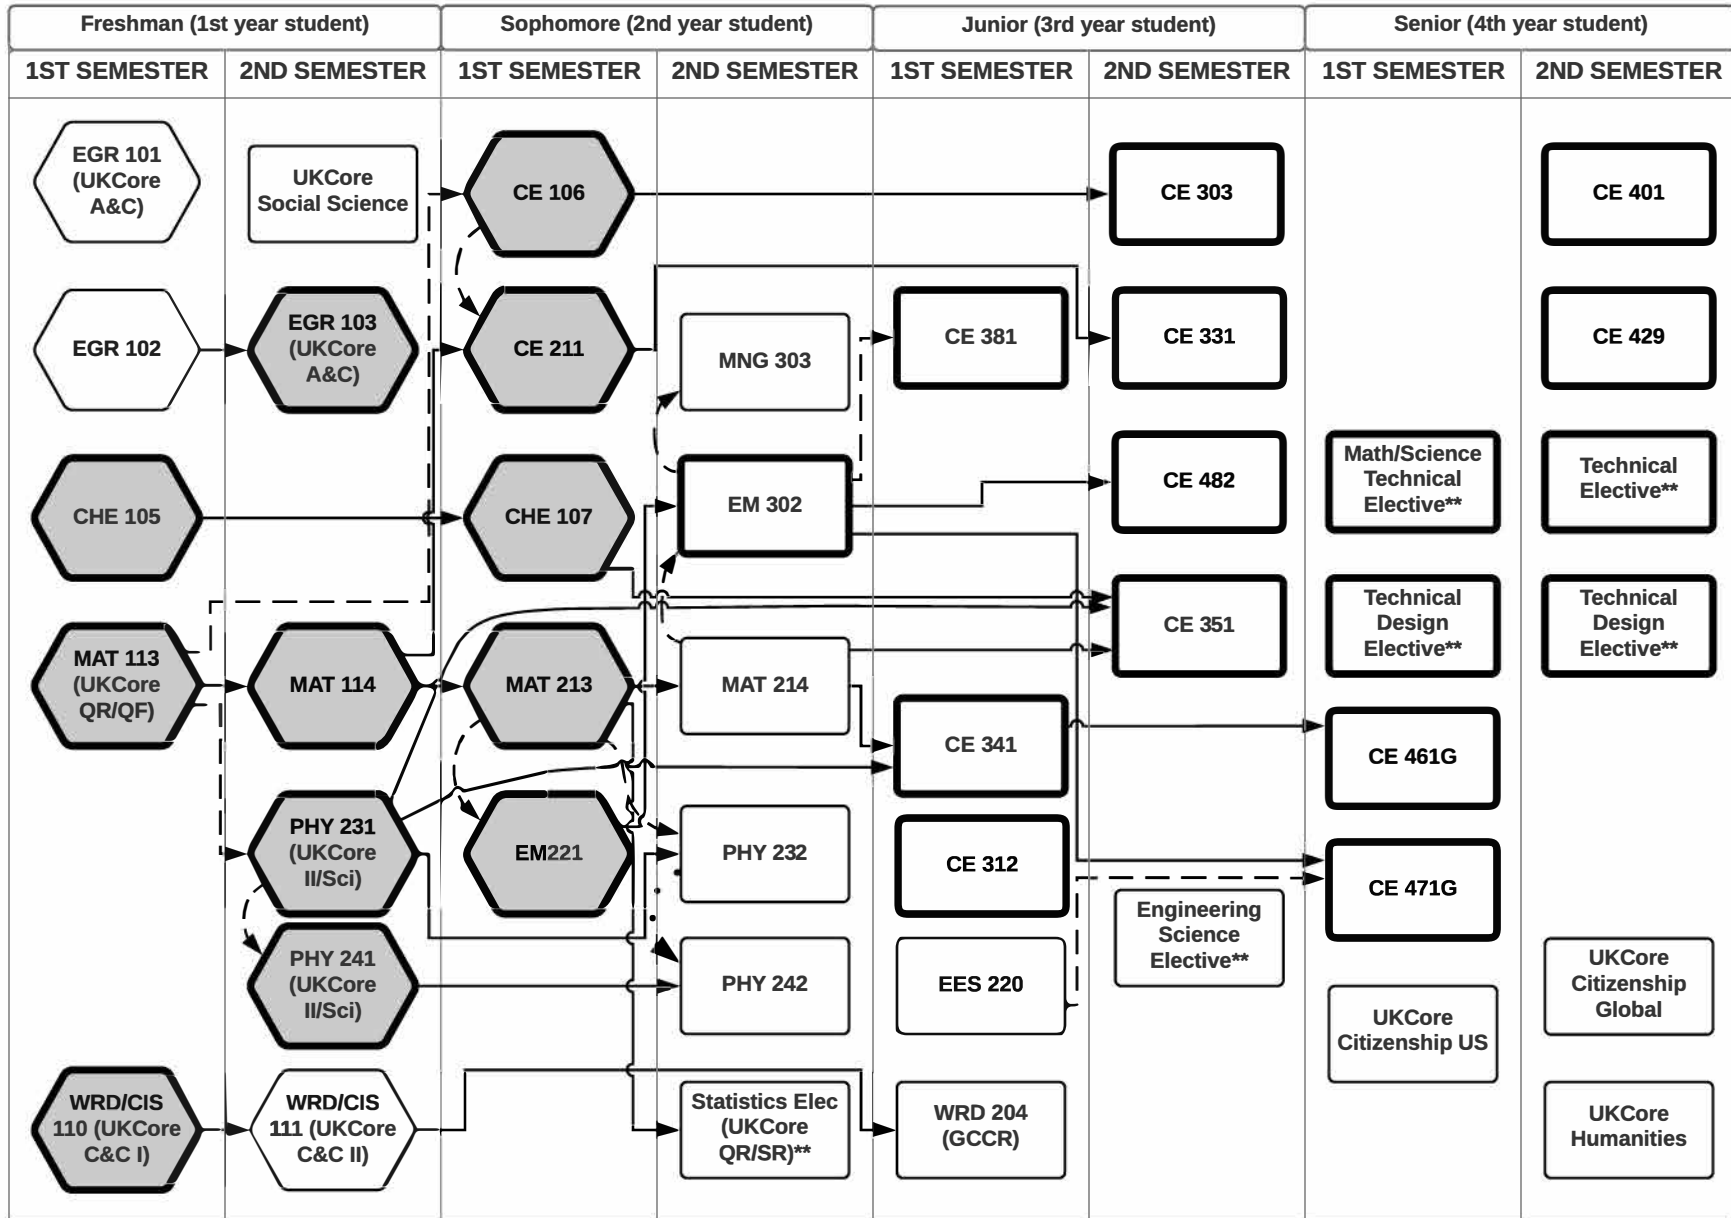 Freshman (1st year student)
Sophomore (2nd year student)
Junior (3rd year student)
Senior (4th year student)
1ST SEMESTER
2ND SEMESTER
1ST SEMESTER
2ND SEMESTER
1ST SEMESTER
2ND SEMESTER
1ST SEMESTER
2ND SEMESTER
EGR 101
(UKCore
A&C)
EGR 102
CHE 105
MAT 113
(UKCore
QR/QF)
WRD/CIS
110 (UKCore
C&C I)
UKCore
Social Science
EGR 103
(UKCore
A&C)
MAT 114
PHY 231
(UKCore
II/Sci)
PHY 241
(UKCore
II/Sci)
WRD/CIS
111 (UKCore
C&C II)
CE 106
CE 211
CHE 107
MAT 213
EM221
MNG 303
EM 302
MAT 214
PHY 232
PHY 242
Statistics Elec
(UKCore
QR/SR)**
CE 381
CE 341
CE 312
EES 220
WRD 204
(GCCR)
CE 303
CE 331
CE 482
CE 351
Engineering
Science
Elective**
Math/Science
Technical
Elective**
Technical
Design
Elective**
CE 461G
CE 471G
UKCore
Citizenship US
CE 401
CE 429
Technical
Elective**
Technical
Design
Elective**
UKCore
Citizenship
Global
UKCore
Humanities